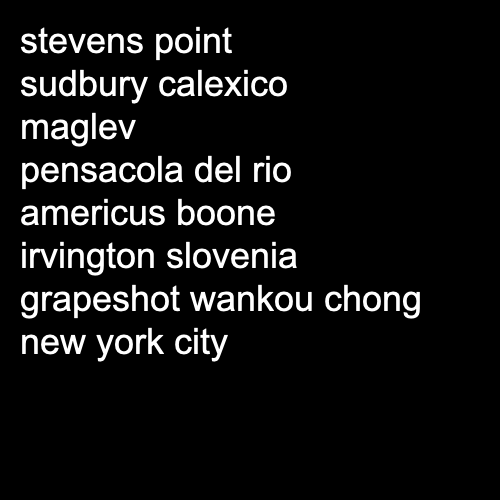 stevens point
sudbury calexico
maglev
pensacola del rio
americus boone
irvington slovenia
grapeshot wankou chong
new york city